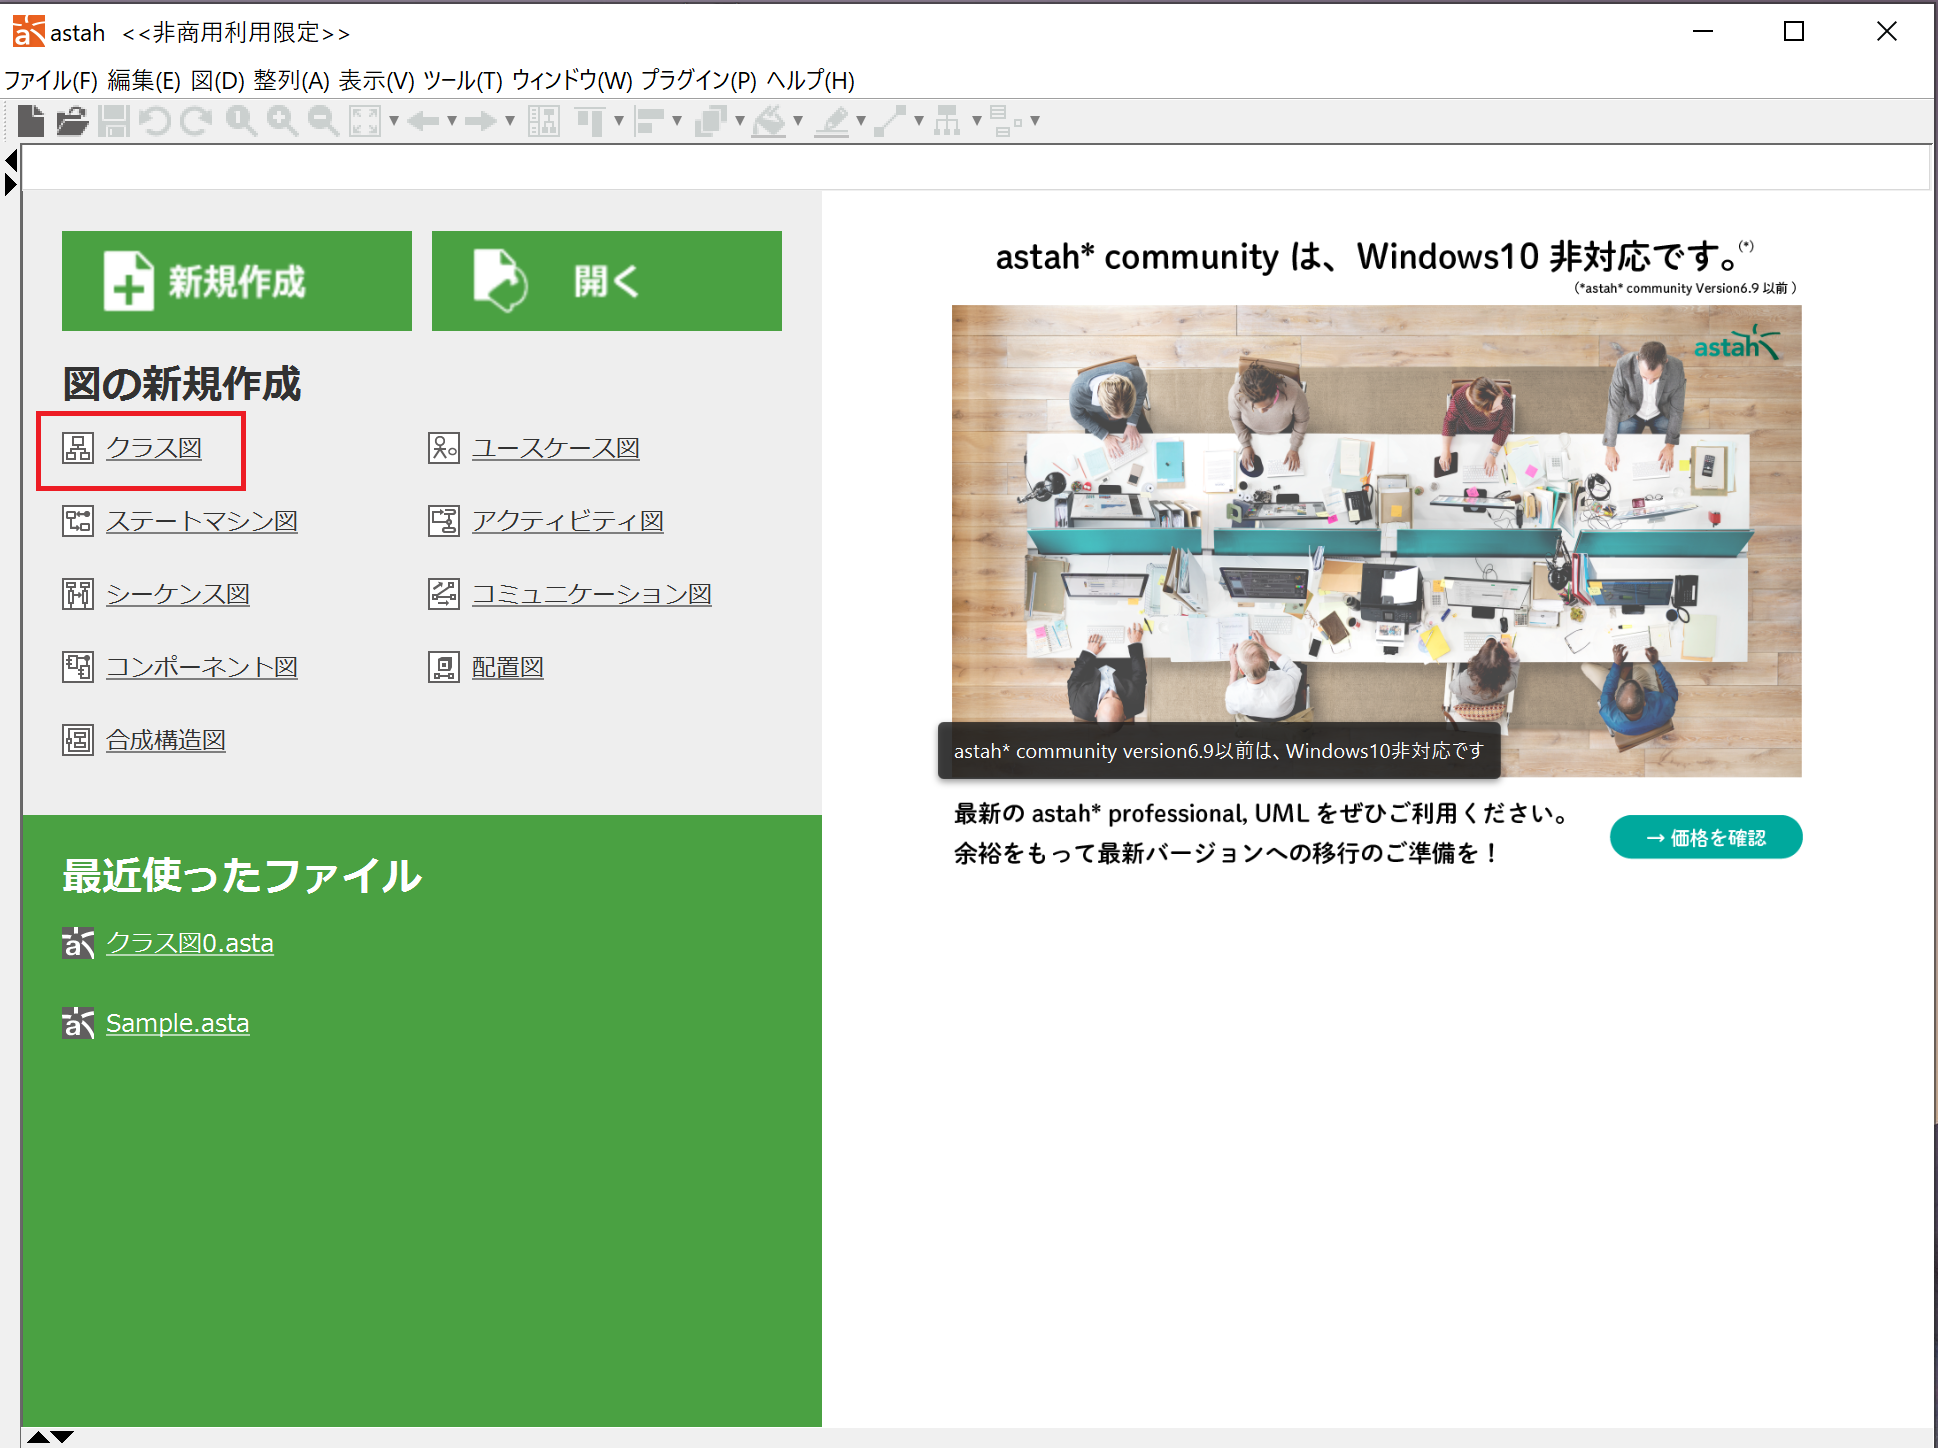 astah <<非商用利用限定>>
ファイル(F) 編集(E) 図(D) 整列(A) 表示(V) ツール(T) ウィンドウ(W) プラグイン(P) ヘルプ(H)
新規作成
開く
図の新規作成
クラス図
ユースケース図
ステートマシン図
アクティビティ図
シーケンス図
コミュニケーション図
コンポーネント図
配置図
合成構造図
最近使ったファイル
クラス図0.asta
Sample.asta
astah* community は、Windows10 非対応です。(*)
(*astah* community Version6.9 以前 )
astah
astah* community version6.9以前は、Windows10非対応です
最新の astah* professional, UML をぜひご利用ください。
余裕をもって最新バージョンへの移行のご準備を！
→ 価格を確認